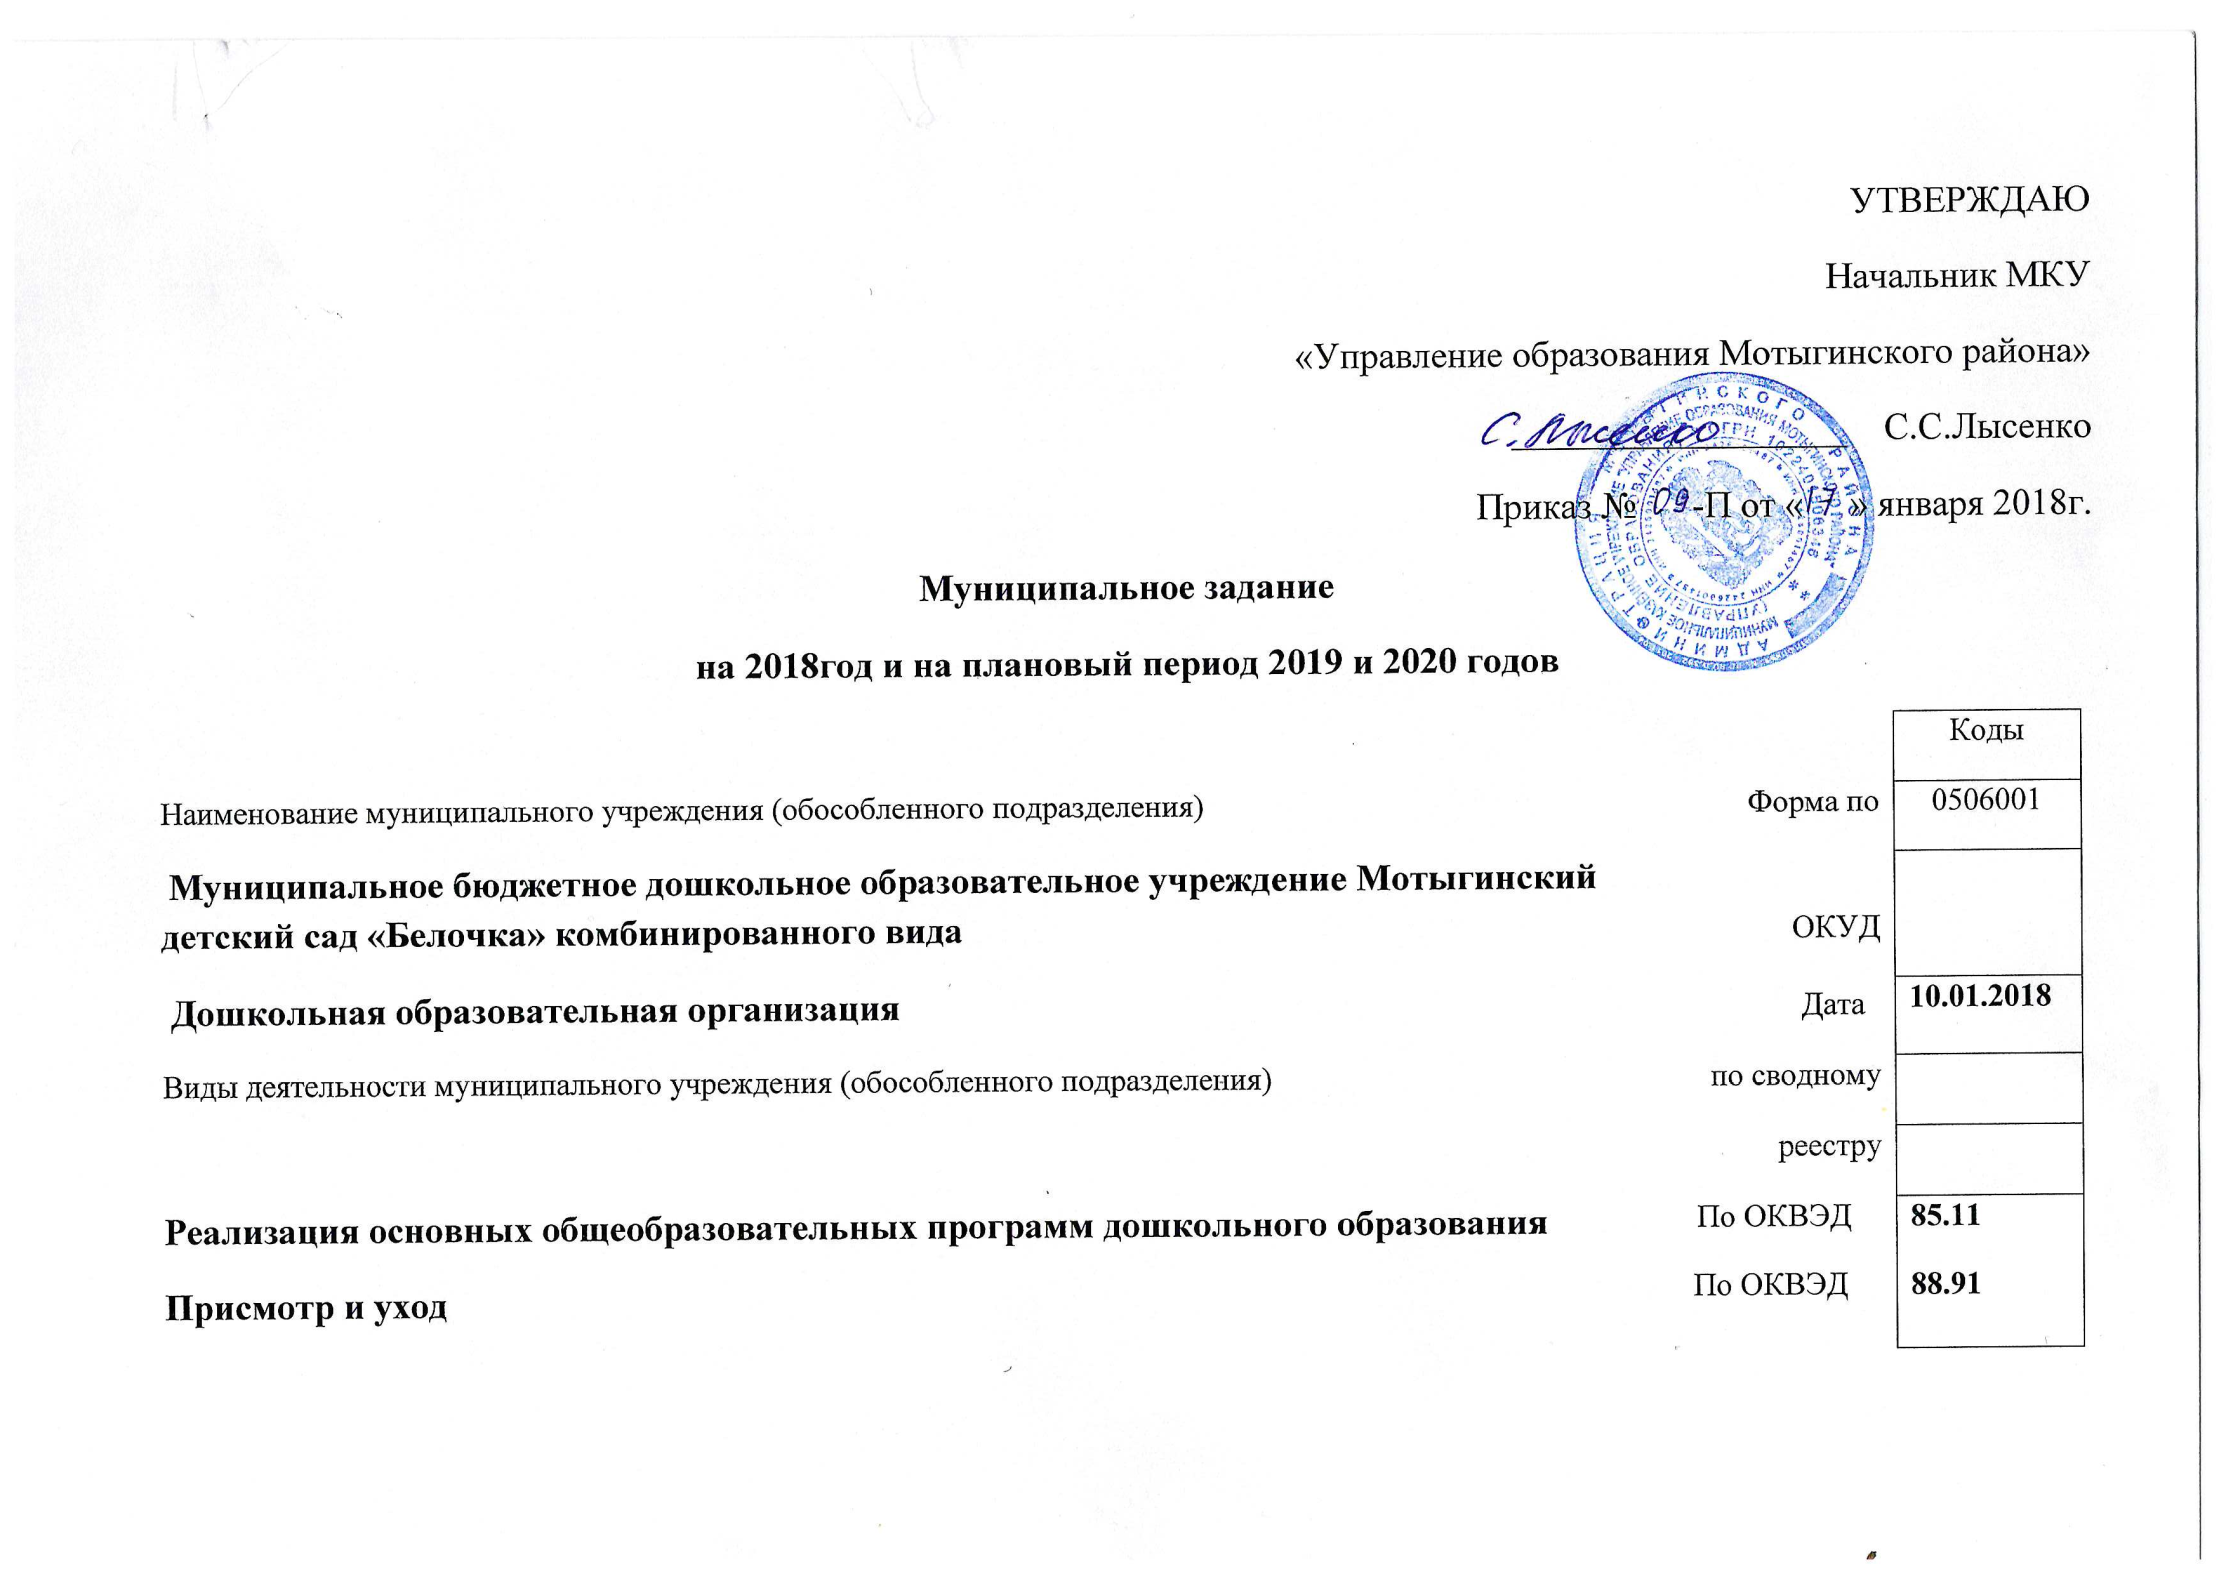 УТВЕРЖДАЮ
Начальник МКУ
«Управление образования Мотыгинского района»
С. Лысенко С.С.Лысенко
Приказ № 09-П от «17» января 2018г.
Муниципальное задание
на 2018год и на плановый период 2019 и 2020 годов
Коды
Наименование муниципального учреждения (обособленного подразделения) Форма по 0506001
Муниципальное бюджетное дошкольное образовательное учреждение Мотыгинский
детский сад «Белочка» комбинированного вида ОКУД
Дошкольная образовательная организация Дата 10.01.2018
Виды деятельности муниципального учреждения (обособленного подразделения) по сводному
реестру
Реализация основных общеобразовательных программ дошкольного образования По ОКВЭД 85.11
Присмотр и уход По ОКВЭД 88.91